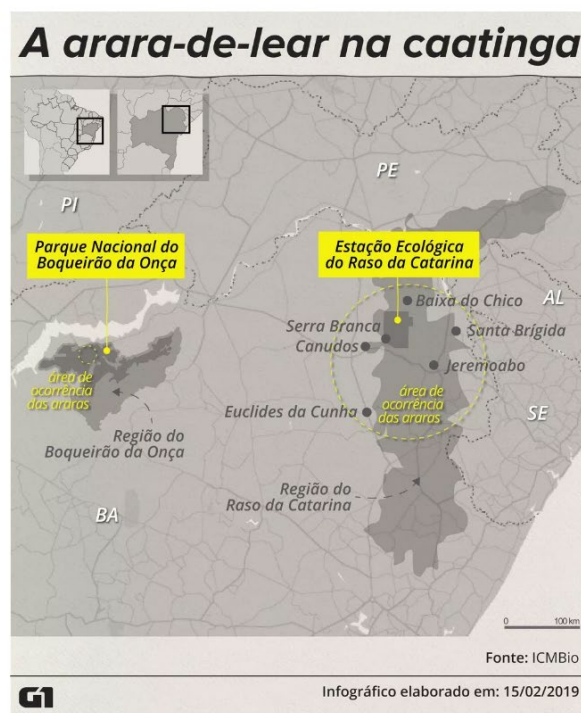 A arara-de-lear na caatinga
PI
PE
Parque Nacional do
Boqueirão da Onça
Estação Ecológica
do Raso da Catarina
Baixa do Chico
AL
Serra Branca
Santa Brígida
Canudos
Jeremoabo
área de
ocorrência
das araras
área de
ocorrência
das araras
Euclides da Cunha
SE
Região do
Boqueirão da Onça
Região do
Raso da Catarina
BA
0 100 km
Fonte: ICMBio
G1
Infográfico elaborado em: 15/02/2019